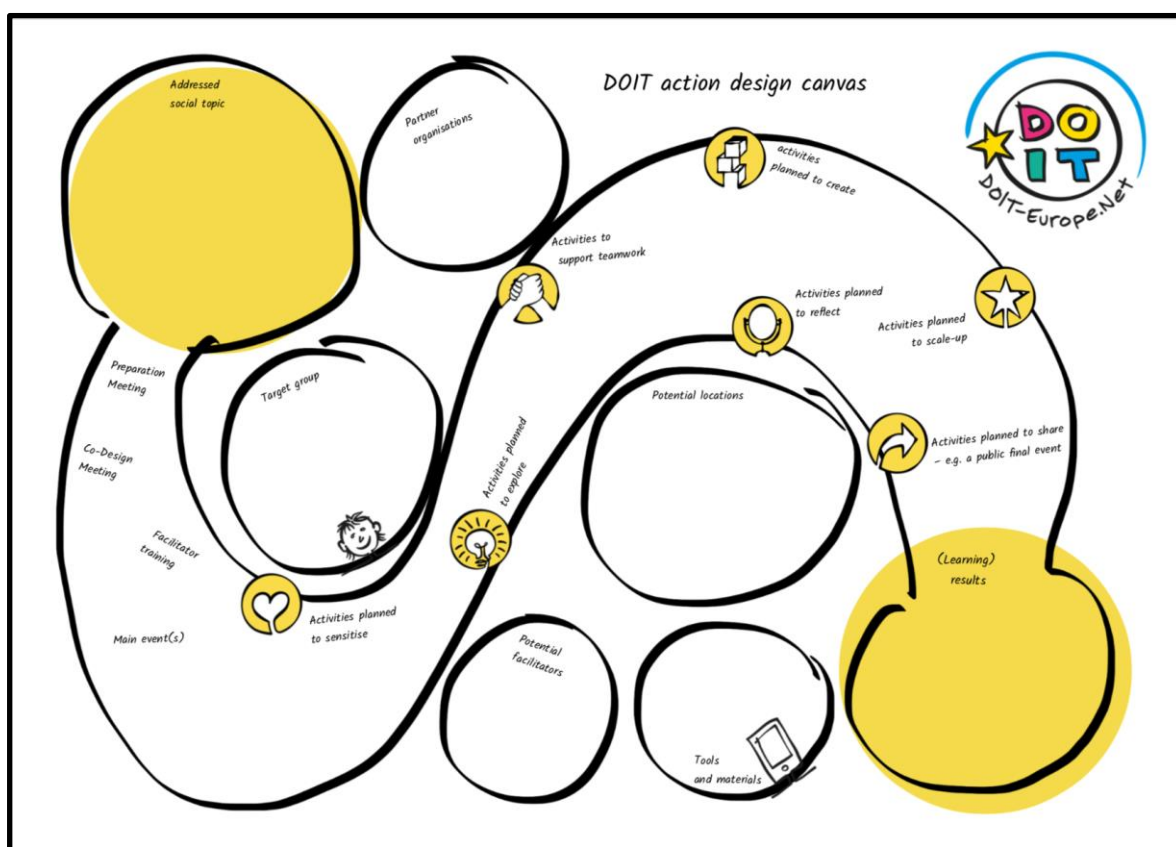 DOIT action design canvas
Addressed
social topic
Partner
organisations
activities
planned to create
DO
IT
DOIT-Europe.Net
Activities to
support teamwork
Activities planned
to reflect
Activities planned
to scale-up
Preparation
Meeting
Target group
Potential locations
Co-Design
Meeting
Activities planned
to explore
Activities planned to share
– e.g. a public final event
Facilitator
training
(Learning)
results
Main event(s)
Activities planned
to sensitise
Potential
facilitators
Tools
and materials